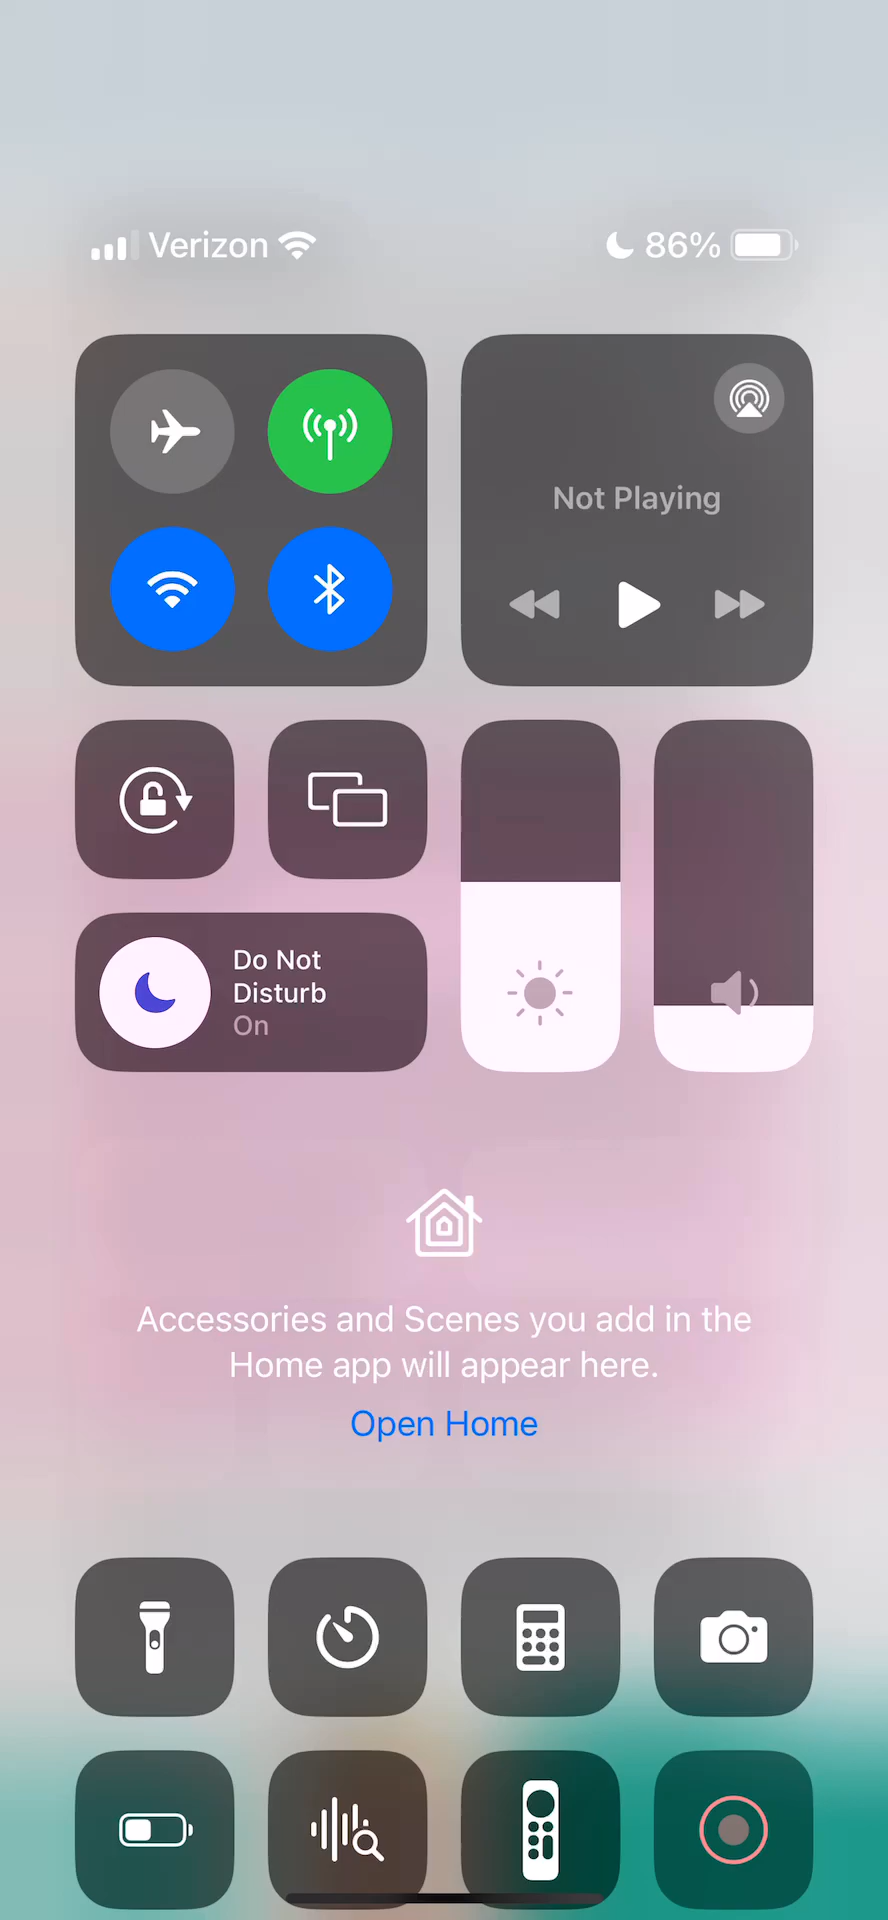 Verizon
86%
Not Playing
Do Not
Disturb
On
Accessories and Scenes you add in the
Home app will appear here.
Open Home